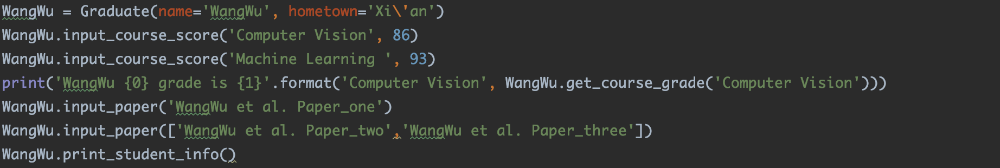 WangWu = Graduate(name='WangWu', hometown='Xi\'an')
WangWu.input_course_score('Computer Vision', 86)
WangWu.input_course_score('Machine Learning ', 93)
print('WangWu {0} grade is {1}'.format('Computer Vision', WangWu.get_course_grade('Computer Vision')))
WangWu.input_paper('WangWu et al. Paper_one')
WangWu.input_paper(['WangWu et al. Paper_two','WangWu et al. Paper_three'])
WangWu.print_student_info()